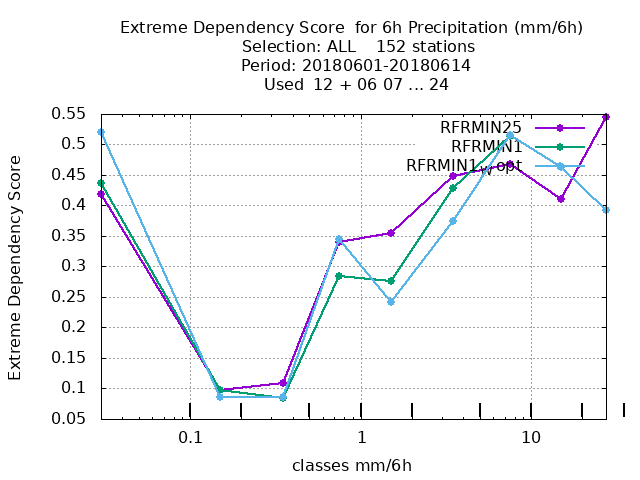 Extreme Dependency Score for 6h Precipitation (mm/6h)
Selection: ALL 152 stations
Period: 20180601-20180614
Used 12 + 06 07 ... 24
Extreme Dependency Score
0.55
0.5
0.45
0.4
0.35
0.3
0.25
0.2
0.15
0.1
0.05
RFRMIN25
RFRMIN1
RFRMIN1_opt
0.1
1
10
classes mm/6h